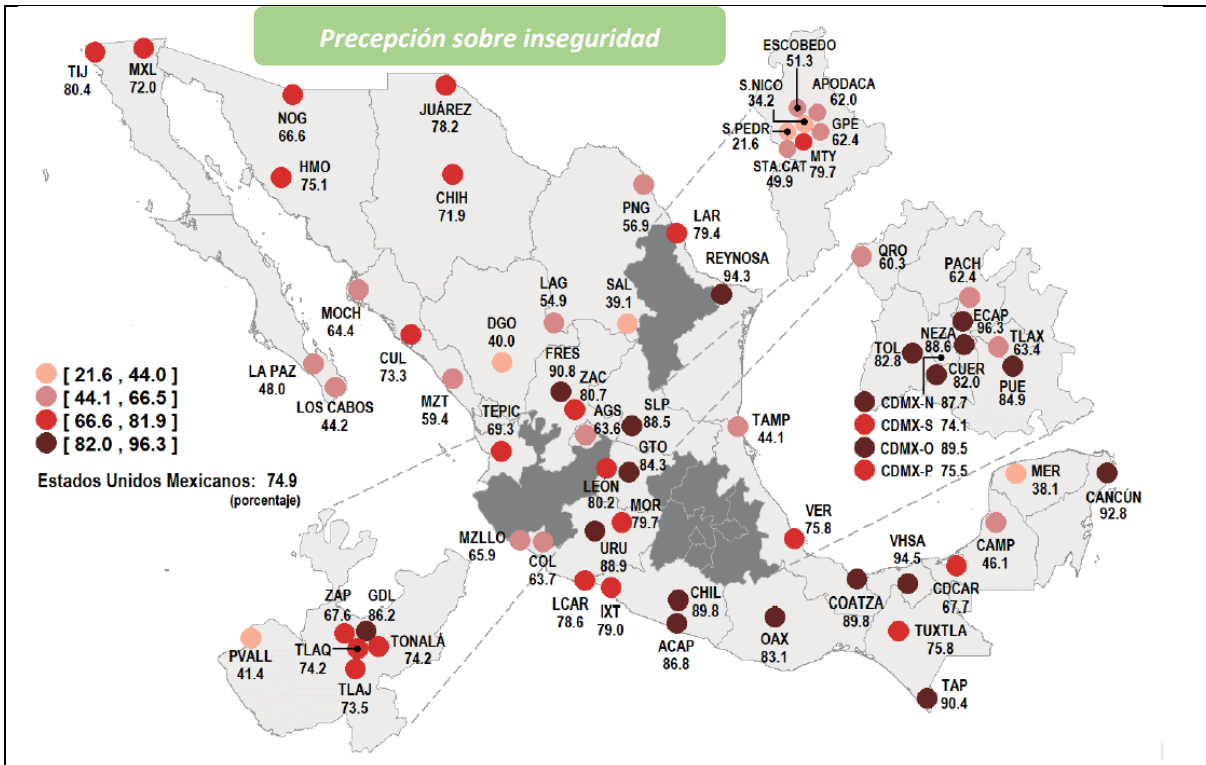 Precepción sobre inseguridad
TIJ
80.4
MXL
72.0
NOG
66.6
HMO
75.1
JUÁREZ
78.2
CHIH
71.9
PNG
56.9
LAR
79.4
REYNOSA
94.3
ESCOBEDO
51.3
S.NICO
34.2
APODACA
62.0
S.PEDR
21.6
GPE
62.4
STA.CAT
49.9
MTY
79.7
MOCH
64.4
CUL
73.3
LA PAZ
48.0
LOS CABOS
44.2
MZT
59.4
DGO
40.0
LAG
54.9
SAL
39.1
FRES
90.8
ZAC
80.7
AGS
63.6
SLP
88.5
TEPIC
69.3
TAMP
44.1
GTO
84.3
LEON
80.2
MOR
79.7
URU
88.9
MZLLO
65.9
COL
63.7
LCAR
78.6
IXT
79.0
CHIL
89.8
ACAP
86.8
OAX
83.1
VER
75.8
COATZA
89.8
VHSA
94.5
CDCAR
67.7
TUXTLA
75.8
TAP
90.4
CAMP
46.1
MER
38.1
CANCÚN
92.8
QRO
60.3
PACH
62.4
ECAP
96.3
NEZA
88.6
TLAX
63.4
TOL
82.8
CUER
82.0
PUE
84.9
CDMX-N 87.7
CDMX-S 74.1
CDMX-O 89.5
CDMX-P 75.5
[ 21.6 , 44.0 ]
[ 44.1 , 66.5 ]
[ 66.6 , 81.9 ]
[ 82.0 , 96.3 ]
Estados Unidos Mexicanos: 74.9
(porcentaje)
ZAP
67.6
GDL
86.2
PVALL
41.4
TLAQ
74.2
TONALÁ
74.2
TLAJ
73.5